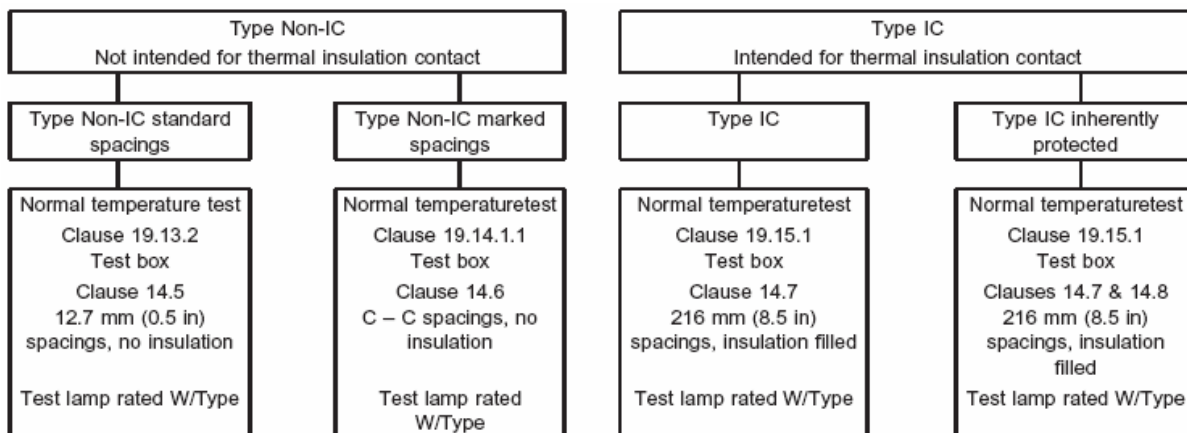 Type Non-IC
Not intended for thermal insulation contact
Type IC
Intended for thermal insulation contact
Type Non-IC standard
spacings
Type Non-IC marked
spacings
Type IC
Type IC inherently
protected
Normal temperature test
Clause 19.13.2
Test box
Clause 14.5
12.7 mm (0.5 in)
spacings, no insulation
Test lamp rated W/Type
Normal temperaturetest
Clause 19.14.1.1
Test box
Clause 14.6
C – C spacings, no
insulation
Test lamp rated
W/Type
Normal temperaturetest
Clause 19.15.1
Test box
Clause 14.7
216 mm (8.5 in)
spacings, insulation filled
Test lamp rated W/Type
Normal temperaturetest
Clause 19.15.1
Test box
Clauses 14.7 & 14.8
216 mm (8.5 in)
spacings, insulation
filled
Test lamp rated W/Type